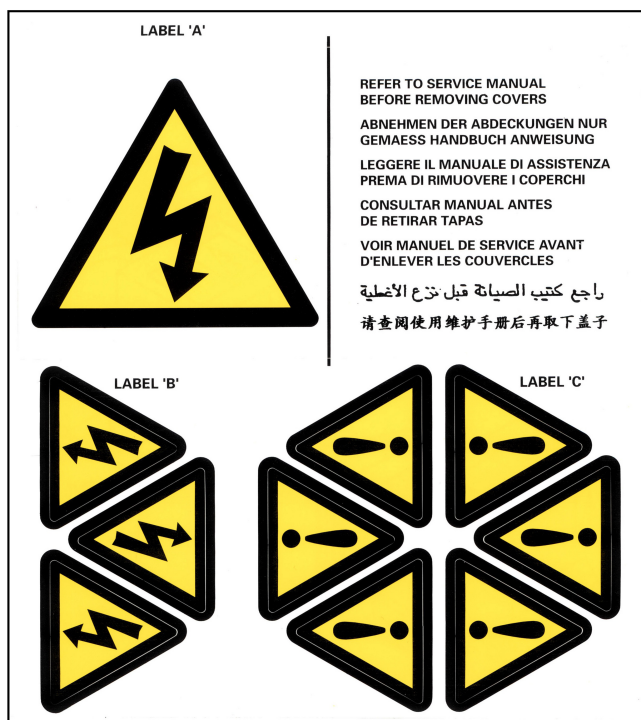 LABEL 'A'
REFER TO SERVICE MANUAL
BEFORE REMOVING COVERS
ABNEHMEN DER ABDECKUNGEN NUR
GEMAESS HANDBUCH ANWEISUNG
LEGGERE IL MANUALE DI ASSISTENZA
PREMA DI RIMUOVERE I COPERCHI
CONSULTAR MANUAL ANTES
DE RETIRAR TAPAS
VOIR MANUEL DE SERVICE AVANT
D'ENLEVER LES COUVERCLES
راجع كتيب الصيانة قبل نزع الأغطية
请查阅使用维护手册后再取下盖子
LABEL 'B'
LABEL 'C'